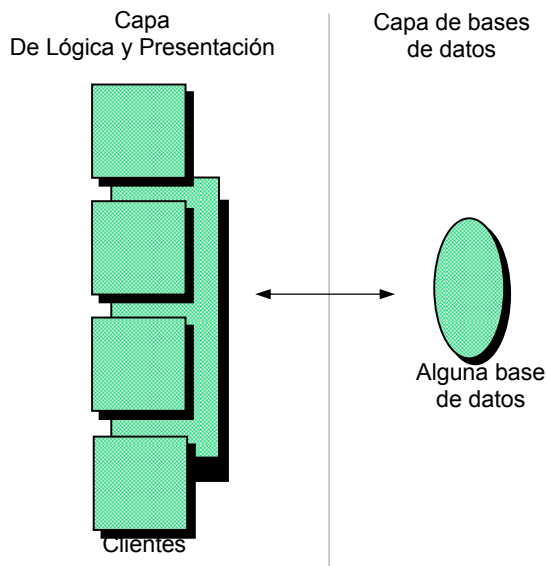 Capa
De Lógica y Presentación
Capa de bases
de datos
Alguna base
de datos
Clientes